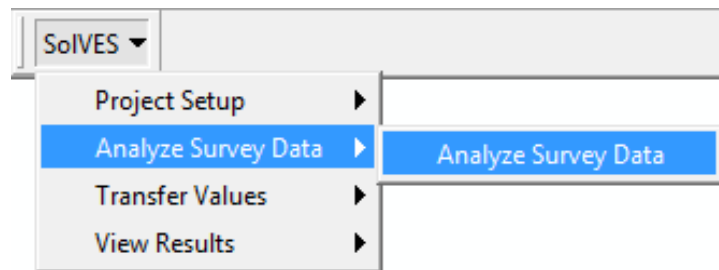 SolVES
Project Setup
Analyze Survey Data
Analyze Survey Data
Transfer Values
View Results